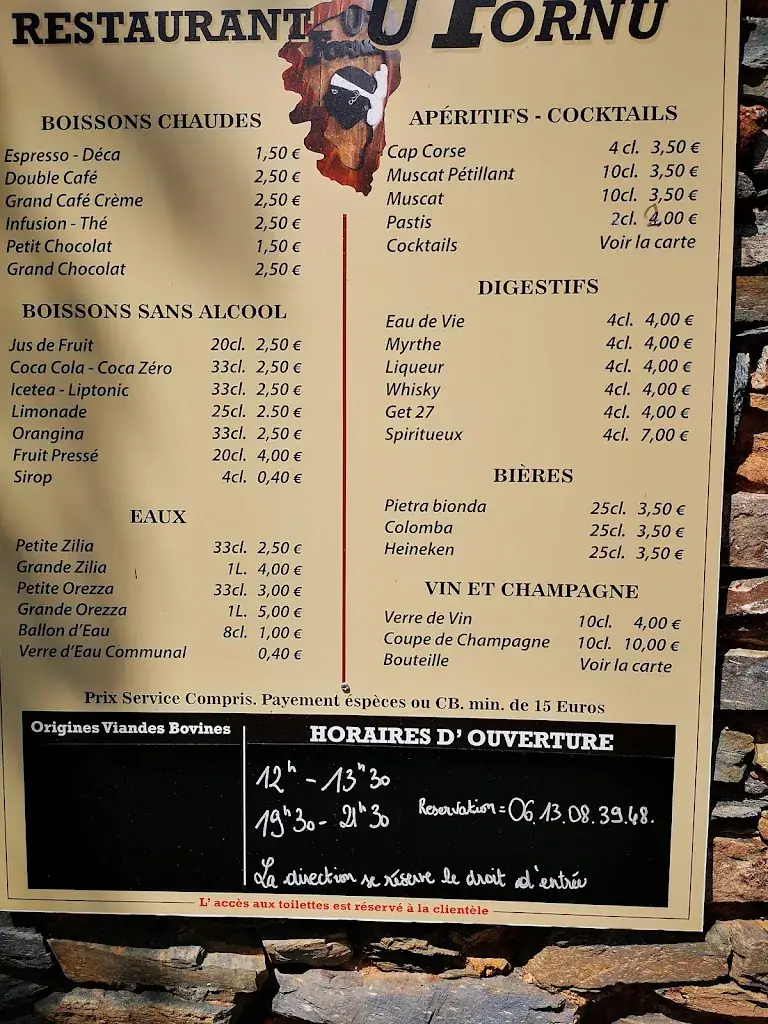 RESTAURANT U FORNU
BOISSONS CHAUDES
Espresso - Déca 1,50 €
Double Café 2,50 €
Grand Café Crème 2,50 €
Infusion - Thé 2,50 €
Petit Chocolat 1,50 €
Grand Chocolat 2,50 €
BOISSONS SANS ALCOOL
Jus de Fruit 20cl. 2,50 €
Coca Cola - Coca Zéro 33cl. 2,50 €
Icetea - Liptonic 33cl. 2,50 €
Limonade 25cl. 2.50 €
Orangina 33cl. 2,50 €
Fruit Pressé 20cl. 4,00 €
Sirop 4cl. 0,40 €
EAUX
Petite Zilia 33cl. 2,50 €
Grande Zilia 1L. 4,00 €
Petite Orezza 33cl. 3,00 €
Grande Orezza 1L. 5,00 €
Ballon d'Eau 8cl. 1,00 €
Verre d'Eau Communal 0,40 €
APÉRITIFS - COCKTAILS
Cap Corse 4 cl. 3,50 €
Muscat Pétillant 10cl. 3,50 €
Muscat 10cl. 3,50 €
Pastis 2cl. 2,00 €
Cocktails Voir la carte
DIGESTIFS
Eau de Vie 4cl. 4,00 €
Myrthe 4cl. 4,00 €
Liqueur 4cl. 4,00 €
Whisky 4cl. 4,00 €
Get 27 4cl. 4,00 €
Spiritueux 4cl. 7,00 €
BIÈRES
Pietra bionda 25cl. 3,50 €
Colomba 25cl. 3,50 €
Heineken 25cl. 3,50 €
VIN ET CHAMPAGNE
Verre de Vin 10cl. 4,00 €
Coupe de Champagne 10cl. 10,00 €
Bouteille Voir la carte
Prix Service Compris. Payement éspèces ou CB. min. de 15 Euros
Origines Viandes Bovines
HORAIRES D' OUVERTURE
12h - 13h30
19h30 - 21h30
Reservation = 06.13.08.39.48.
La direction se réserve le droit d'entrée
L' accès aux toilettes est réservé à la clientèle